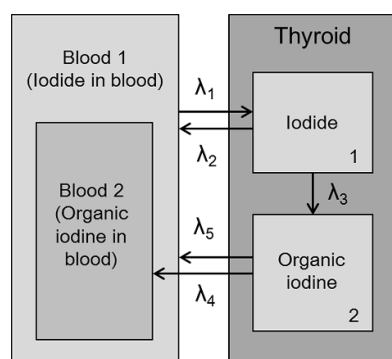 Blood 1
(Iodide in blood)
Blood 2
(Organic
iodine in
blood)
λ1
λ2
λ5
λ4
Thyroid
Iodide
1
λ3
Organic
iodine
2